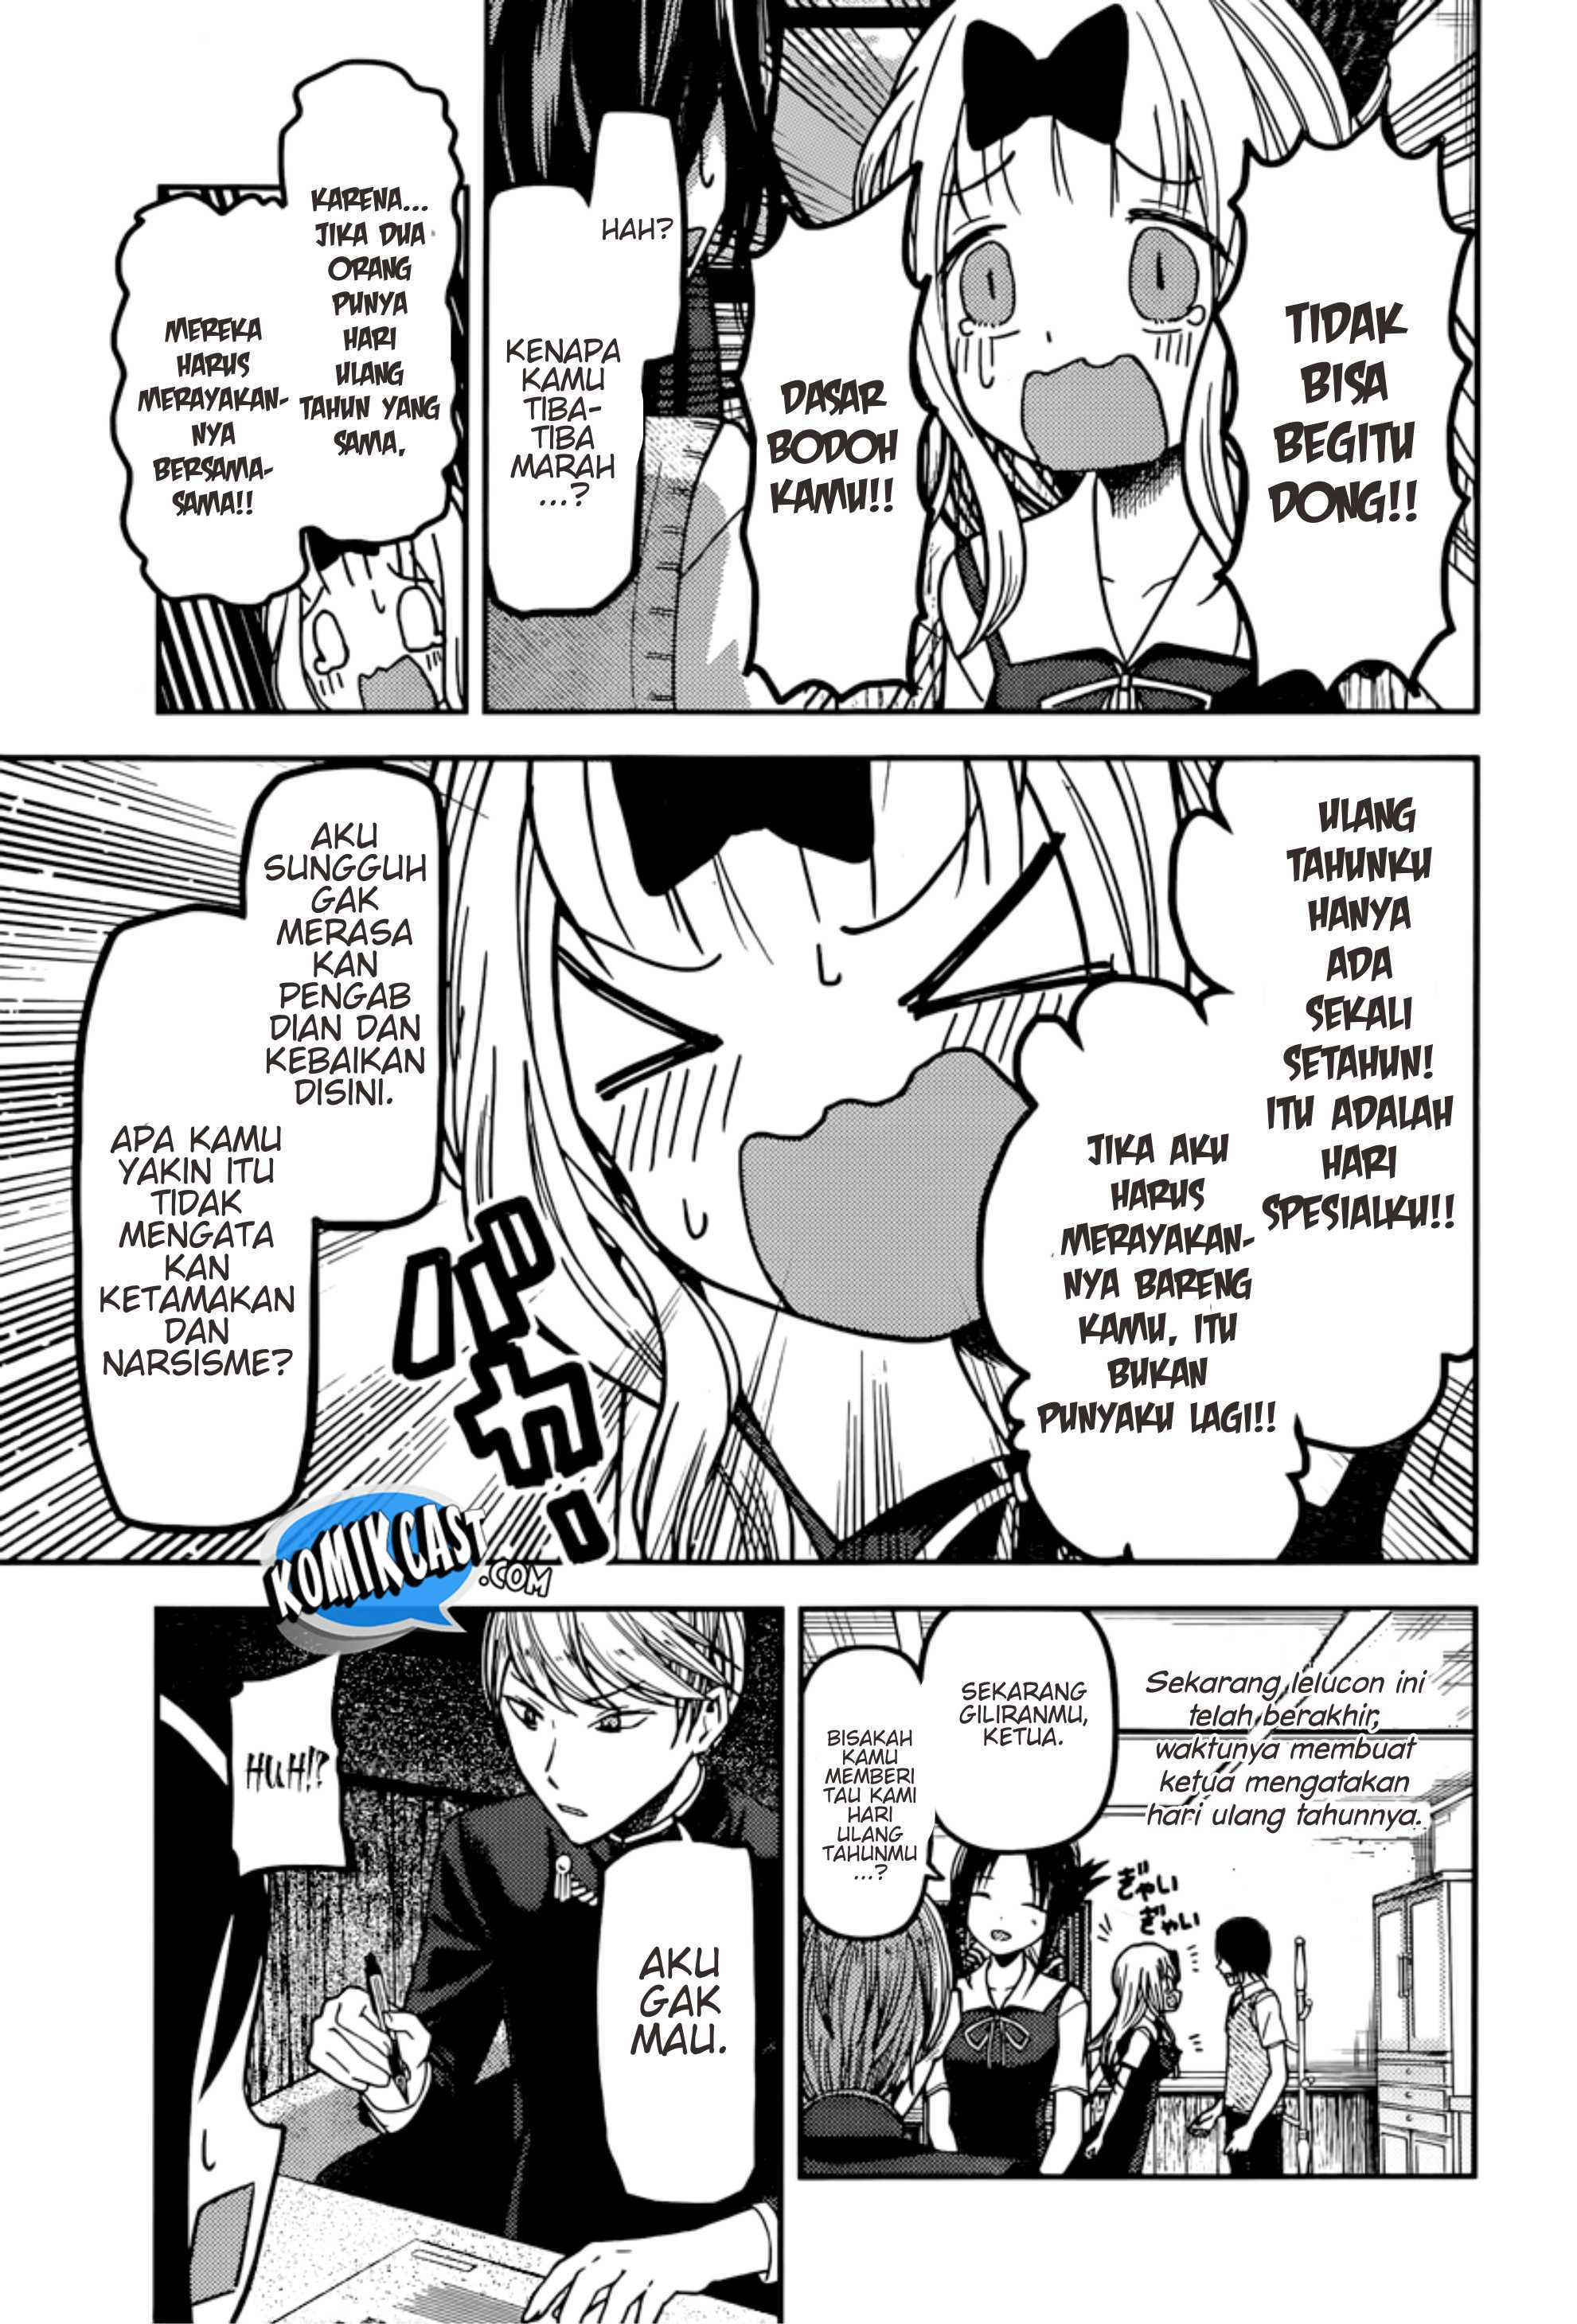 TIDAK
BISA
BEGITU
DONG!!
DASAR
BODOH
KAMU!!
HAH?
KENAPA
KAMU
TIBA-
TIBA
MARAH
...?
KARENA...
JIKA DUA
ORANG
PUNYA
HARI
ULANG
TAHUN YANG
SAMA,
MEREKA
HARUS
MERAYAKAN-
NYA
BERSAMA-
SAMA!!
ULANG
TAHUNKU
HANYA
ADA
SEKALI
SETAHUN!
ITU ADALAH
HARI
SPESIALKU!!
JIKA AKU
HARUS
MERAYAKAN-
NYA BARENG
KAMU, ITU
BUKAN
PUNYAKU LAGI!!
バカー
AKU
SUNGGUH
GAK
MERASA
KAN
PENGAB
DIAN DAN
KEBAIKAN
DISINI.
APA KAMU
YAKIN ITU
TIDAK
MENGATA
KAN
KETAMAKAN
DAN
NARSISME?
KOMIKCAST
.COM
Sekarang lelucon ini
telah berakhir,
waktunya membuat
ketua mengatakan
hari ulang tahunnya.
SEKARANG
GILIRANMU,
KETUA.
BISAKAH
KAMU
MEMBERI
TAU KAMI
HARI
ULANG
TAHUNMU
...?
ぎゃい
ぎゃい
AKU
GAK
MAU.
HUH!?